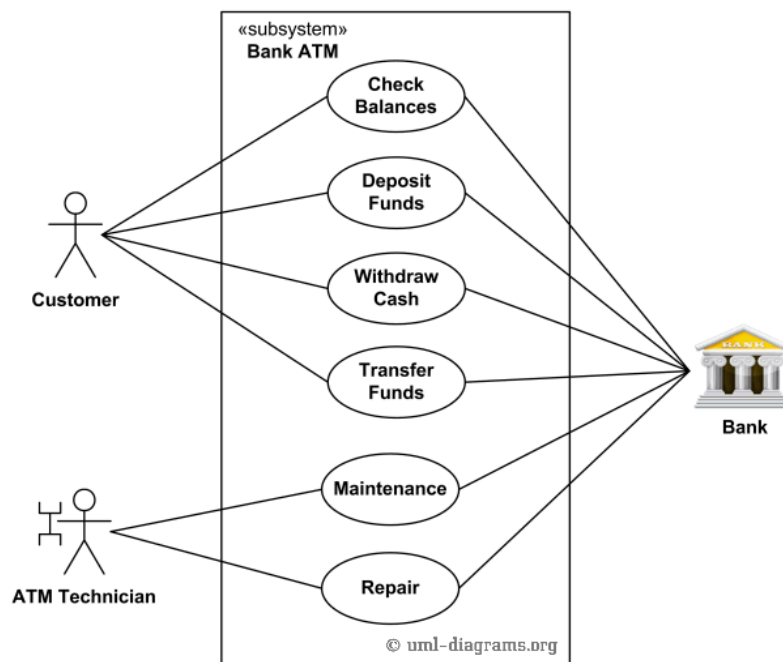 «subsystem»
Bank ATM
Check
Balances
Deposit
Funds
Customer
Withdraw
Cash
Transfer
Funds
BANK
Bank
Maintenance
ATM Technician
Repair
© uml-diagrams.org